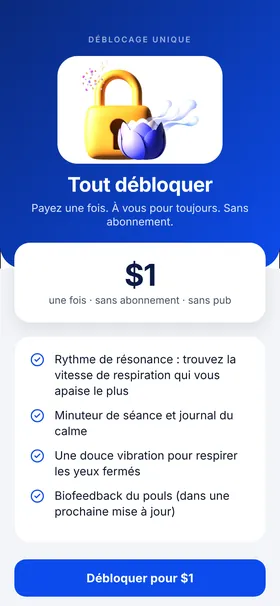 DÉBLOCAGE UNIQUE
Tout débloquer
Payez une fois. À vous pour toujours. Sans
abonnement.
$1
une fois · sans abonnement · sans pub
Rythme de résonance : trouvez la
vitesse de respiration qui vous
apaise le plus
Minuteur de séance et journal du
calme
Une douce vibration pour respirer
les yeux fermés
Biofeedback du pouls (dans une
prochaine mise à jour)
Débloquer pour $1